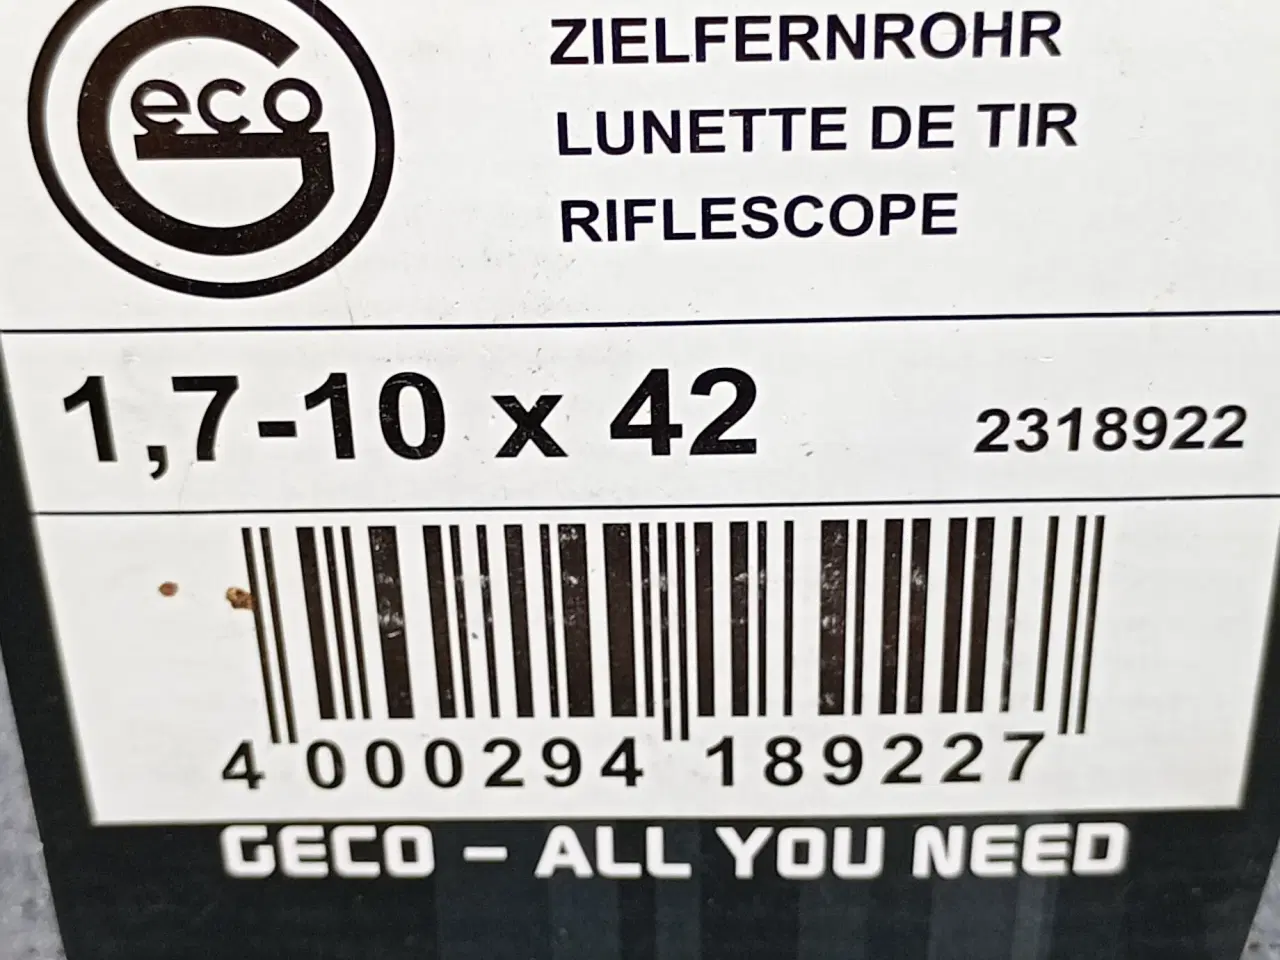 Geco
ZIELFERNROHR
LUNETTE DE TIR
RIFLESCOPE
1,7-10 x 42
2318922
4 000294 189227
GECO - ALL YOU NEED